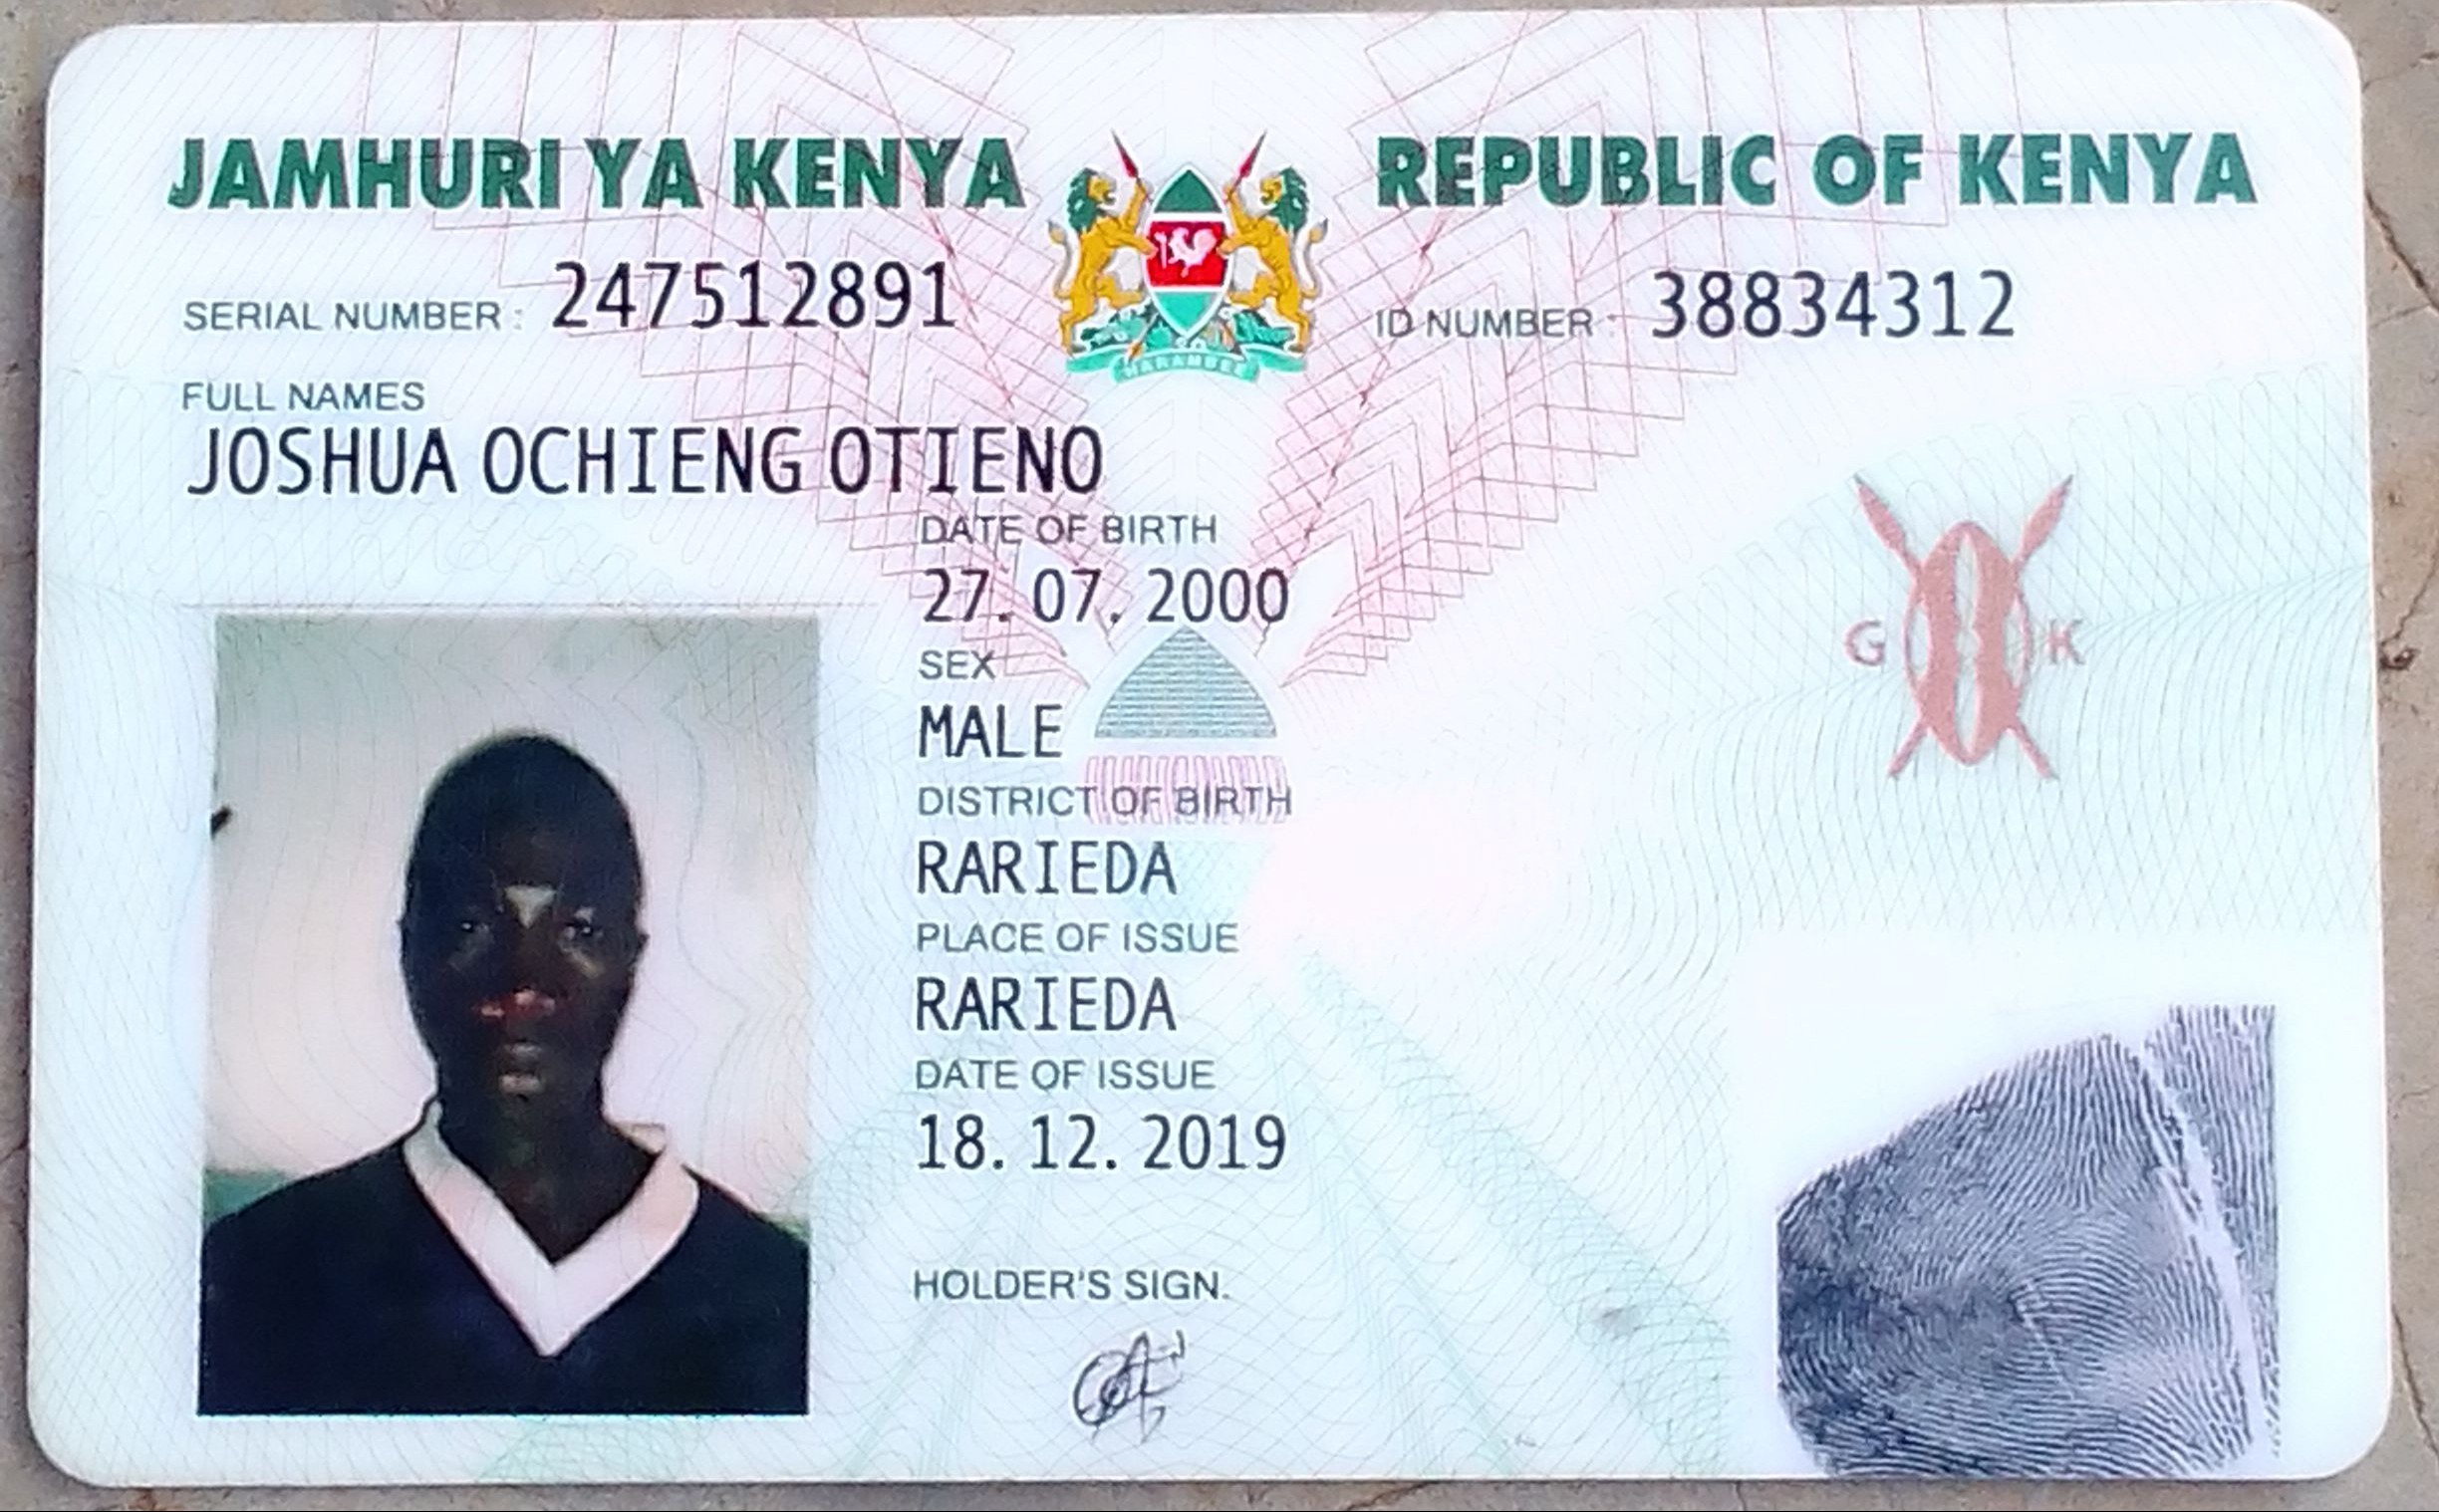 JAMHURI YA KENYA REPUBLIC OF KENYA
SERIAL NUMBER : 247512891 ID NUMBER : 38834312
HARAMBEE
FULL NAMES
JOSHUA OCHIENG OTIENO
DATE OF BIRTH
27. 07. 2000
SEX
G K
MALE
DISTRICT OF BIRTH
RARIEDA
PLACE OF ISSUE
RARIEDA
DATE OF ISSUE
18. 12. 2019
HOLDER'S SIGN.